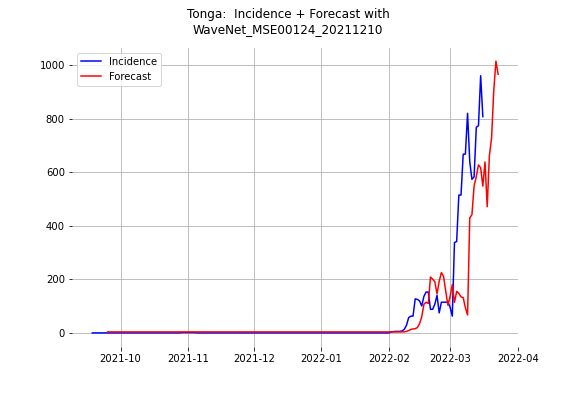 Tonga:  Incidence + Forecast with
WaveNet_MSE00124_20211210
Incidence
Forecast
1000
800
600
400
200
0
2021-10 2021-11 2021-12 2022-01 2022-02 2022-03 2022-04